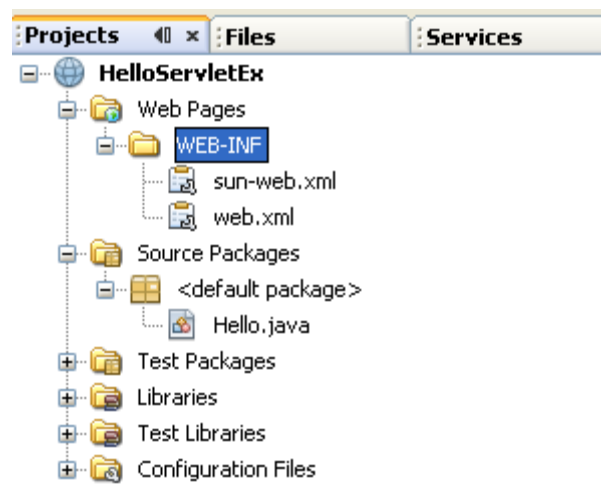 Projects Files Services
HelloServletEx
Web Pages
WEB-INF
sun-web.xml
web.xml
Source Packages
<default package>
Hello.java
Test Packages
Libraries
Test Libraries
Configuration Files